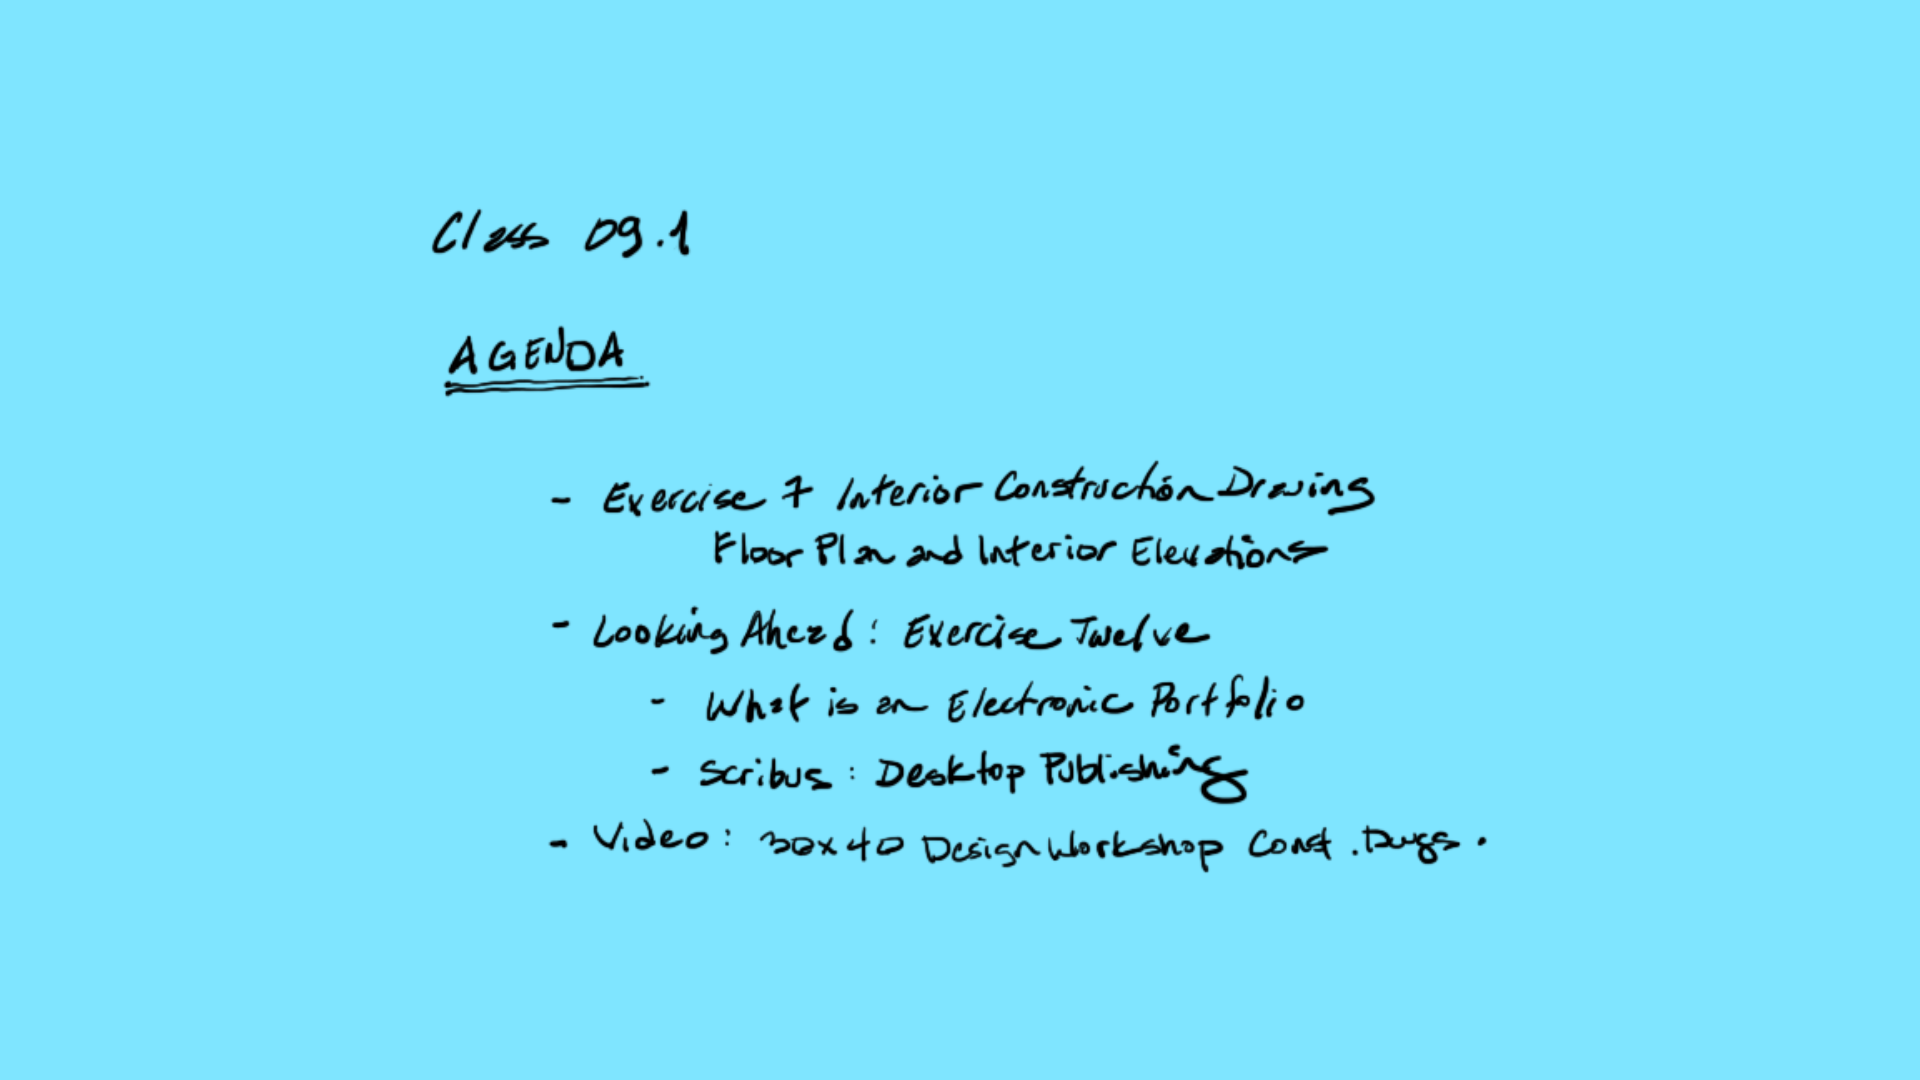 Class 09.1
AGENDA
- Exercise 7 Interior Construction Drawing
Floor Plan and Interior Elevations
- Looking Ahead: Exercise Twelve
- What is an Electronic Portfolio
- Scribus: Desktop Publishing
- Video: 30x40 Design Workshop Const. Dwgs.